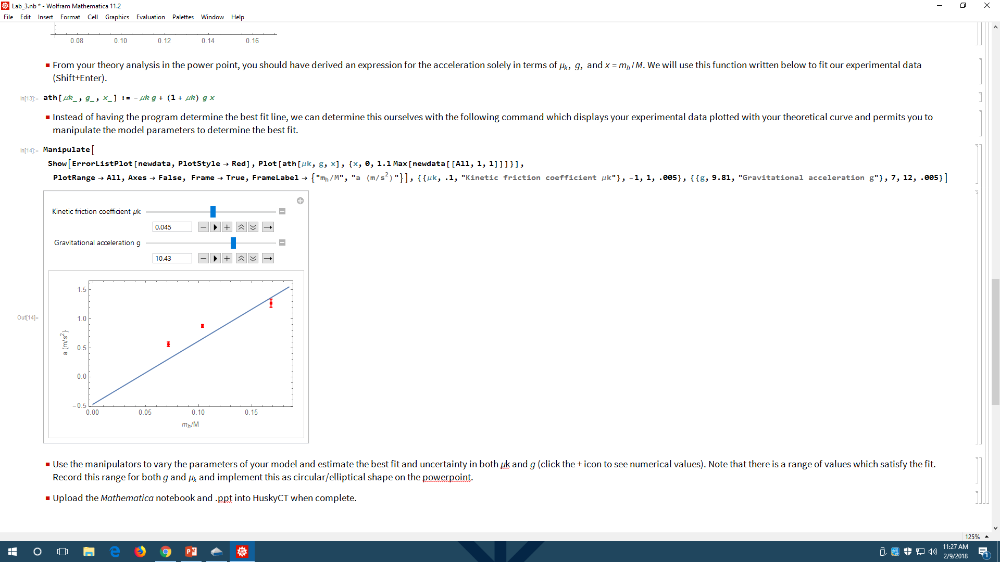 Lab_3.nb * - Wolfram Mathematica 11.2
File Edit Insert Format Cell Graphics Evaluation Palettes Window Help
0.08 0.10 0.12 0.14 0.16
From your theory analysis in the power point, you should have derived an expression for the acceleration solely in terms of μk, g, and x = mh/M. We will use this function written below to fit our experimental data
(Shift+Enter).
In[13]:= ath[μk_, g_, x_] := -μk g + (1 + μk) g x
Instead of having the program determine the best fit line, we can determine this ourselves with the following command which displays your experimental data plotted with your theoretical curve and permits you to
manipulate the model parameters to determine the best fit.
In[14]:= Manipulate[
Show[ErrorListPlot[newdata, PlotStyle → Red], Plot[ath[μk, g, x], {x, 0, 1.1 Max[newdata[[All, 1, 1]]]}],
PlotRange → All, Axes → False, Frame → True, FrameLabel → {"mh/M", "a (m/s²)"}], {{μk, .1, "Kinetic friction coefficient μk"}, -1, 1, .005}, {{g, 9.81, "Gravitational acceleration g"}, 7, 12, .005}]
Kinetic friction coefficient μk
0.045
Gravitational acceleration g
10.43
Out[14]=
1.5
1.0
0.5
0.0
-0.5
a (m/s²)
0.00 0.05 0.10 0.15
mh/M
Use the manipulators to vary the parameters of your model and estimate the best fit and uncertainty in both μk and g (click the + icon to see numerical values). Note that there is a range of values which satisfy the fit.
Record this range for both g and μk and implement this as circular/elliptical shape on the powerpoint.
Upload the Mathematica notebook and .ppt into HuskyCT when complete.
125%
11:27 AM
2/9/2018
1